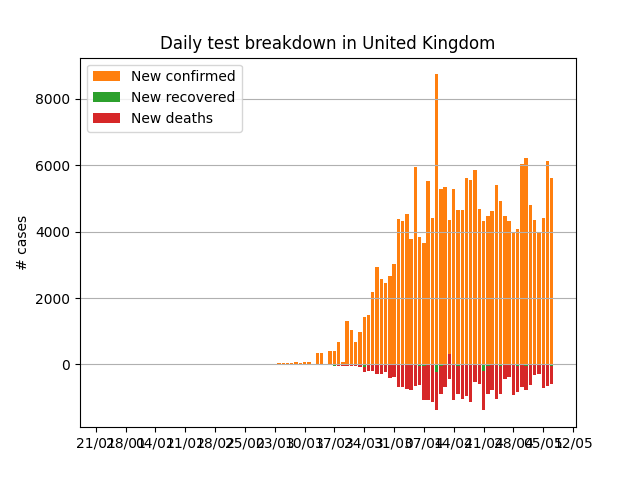 Daily test breakdown in United Kingdom
New confirmed
New recovered
New deaths
# cases
8000
6000
4000
2000
0
21/01 28/01 04/02 11/02 18/02 25/02 03/03 10/03 17/03 24/03 31/03 07/04 14/04 21/04 28/04 05/05 12/05